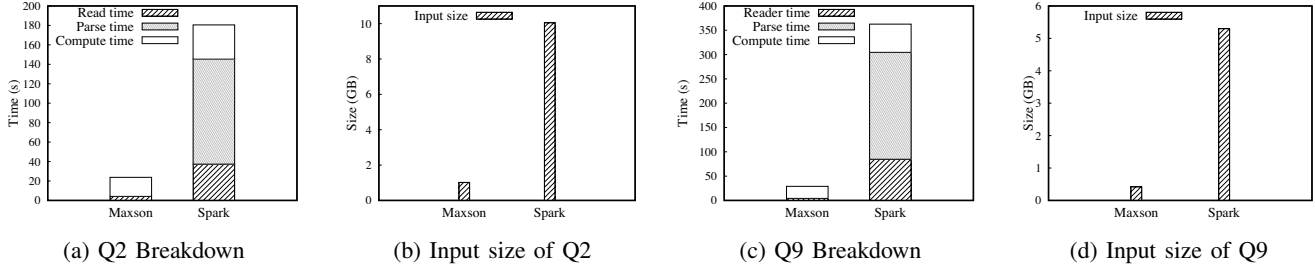 200
180
160
140
120
100
80
60
40
20
0
Time (s)
Read time
Parse time
Compute time
Maxson Spark
(a) Q2 Breakdown
10
8
6
4
2
0
Size (GB)
Input size
Maxson Spark
(b) Input size of Q2
400
350
300
250
200
150
100
50
0
Time (s)
Reader time
Parse time
Compute time
Maxson Spark
(c) Q9 Breakdown
6
5
4
3
2
1
0
Size (GB)
Input size
Maxson Spark
(d) Input size of Q9